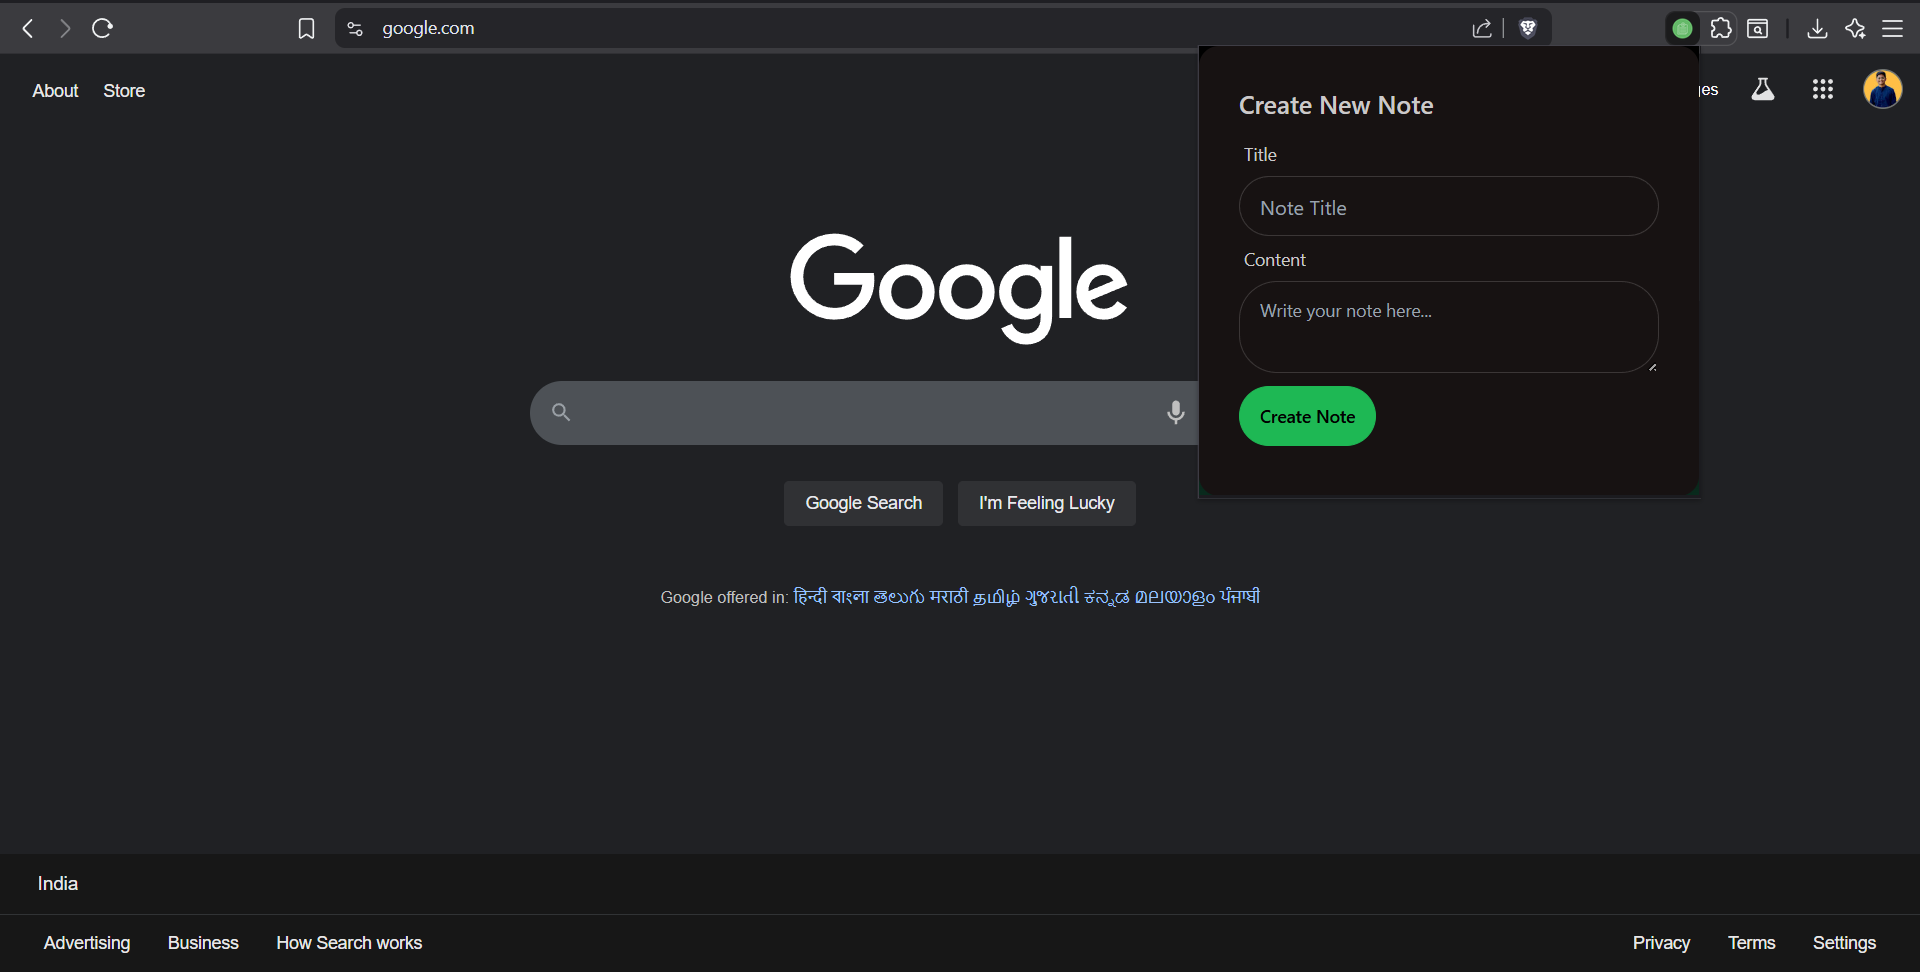 google.com
About Store
Create New Note
Title
Note Title
Content
Write your note here...
Create Note
Google
Google Search I'm Feeling Lucky
Google offered in: हिन्दी বাংলা తెలుగు मराठी தமிழ் ગુજરાતી ಕನ್ನಡ മലയാളം ਪੰਜਾਬੀ
India
Advertising Business How Search works Privacy Terms Settings